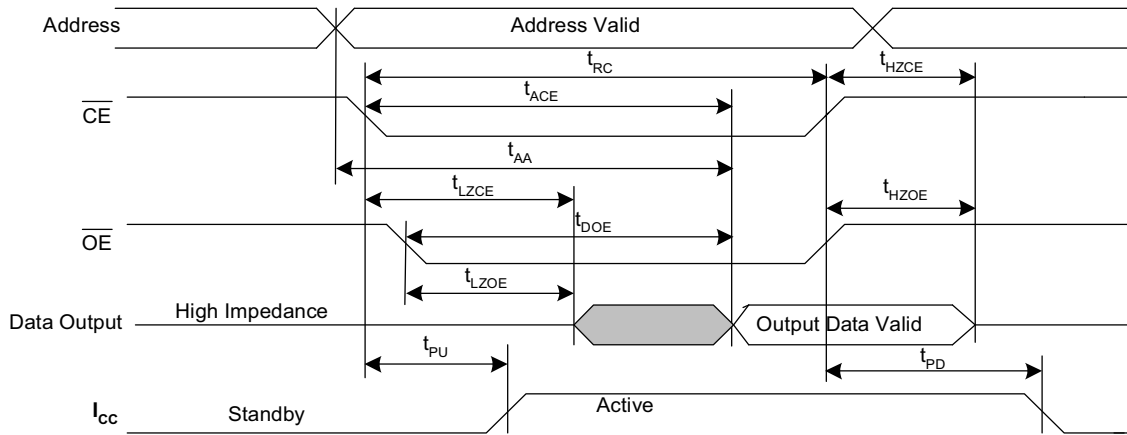 Address Address Valid
tRC tHZCE
tACE
CE
tAA
tLZCE tHZOE
OE tDOE
tLZOE
Data Output High Impedance Output Data Valid
tPU tPD
ICC Standby Active